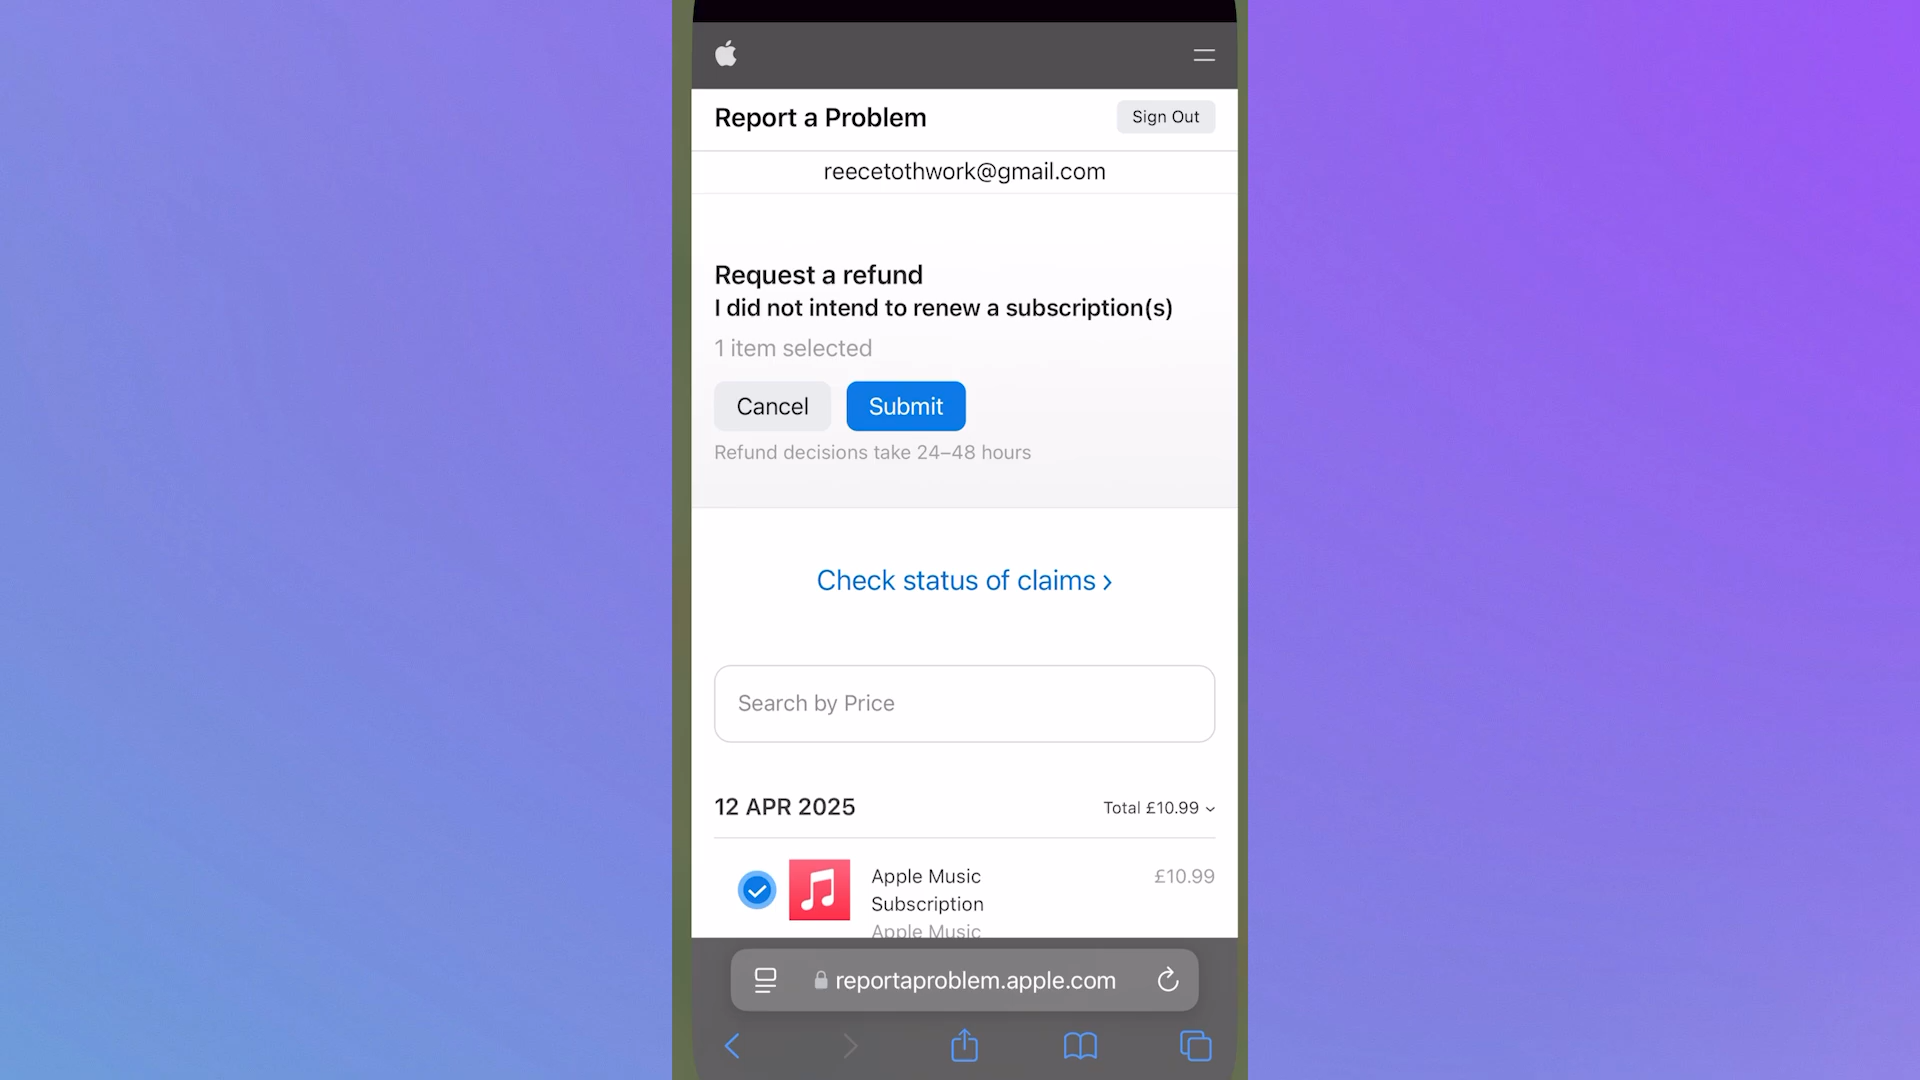 Report a Problem
Sign Out
reecetothwork@gmail.com
Request a refund
I did not intend to renew a subscription(s)
1 item selected
Cancel
Submit
Refund decisions take 24–48 hours
Check status of claims ›
Search by Price
12 APR 2025
Total £10.99
Apple Music
Subscription
£10.99
Apple Music
reportaproblem.apple.com